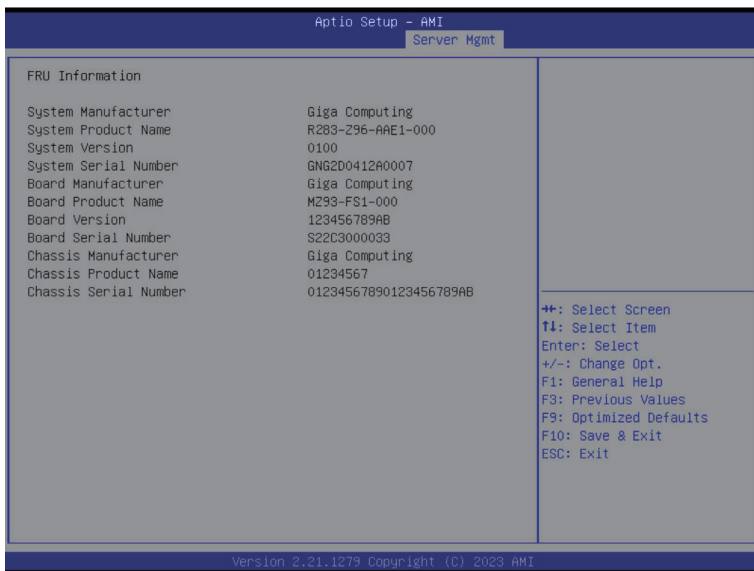 Aptio Setup – AMI
Server Mgmt
FRU Information
System Manufacturer Giga Computing
System Product Name R283-Z96-AAE1-000
System Version 0100
System Serial Number GNG2D0412A0007
Board Manufacturer Giga Computing
Board Product Name MZ93-FS1-000
Board Version 123456789AB
Board Serial Number S22C3000033
Chassis Manufacturer Giga Computing
Chassis Product Name 01234567
Chassis Serial Number 01234567890123456789AB
→←: Select Screen
↑↓: Select Item
Enter: Select
+/-: Change Opt.
F1: General Help
F3: Previous Values
F9: Optimized Defaults
F10: Save & Exit
ESC: Exit
Version 2.21.1279 Copyright (C) 2023 AMI